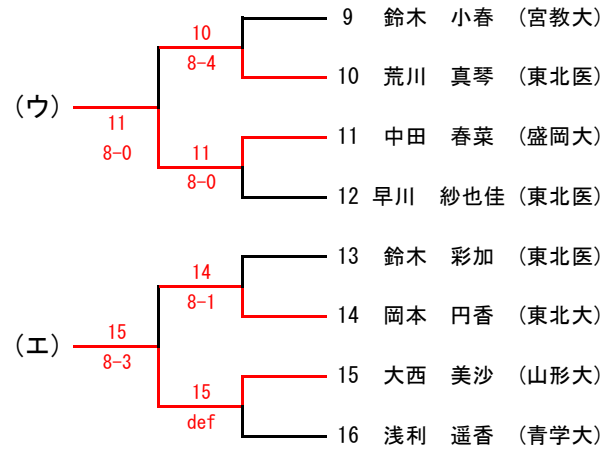 9 鈴木 小春 (宮教大)
10
8-4
10 荒川 真琴 (東北医)
(ウ)
11
8-0
11 中田 春菜 (盛岡大)
11
8-0
12 早川 紗也佳 (東北医)
13 鈴木 彩加 (東北医)
14
8-1
14 岡本 円香 (東北大)
(エ)
15
8-3
15 大西 美沙 (山形大)
15
def
16 浅利 遥香 (青学大)